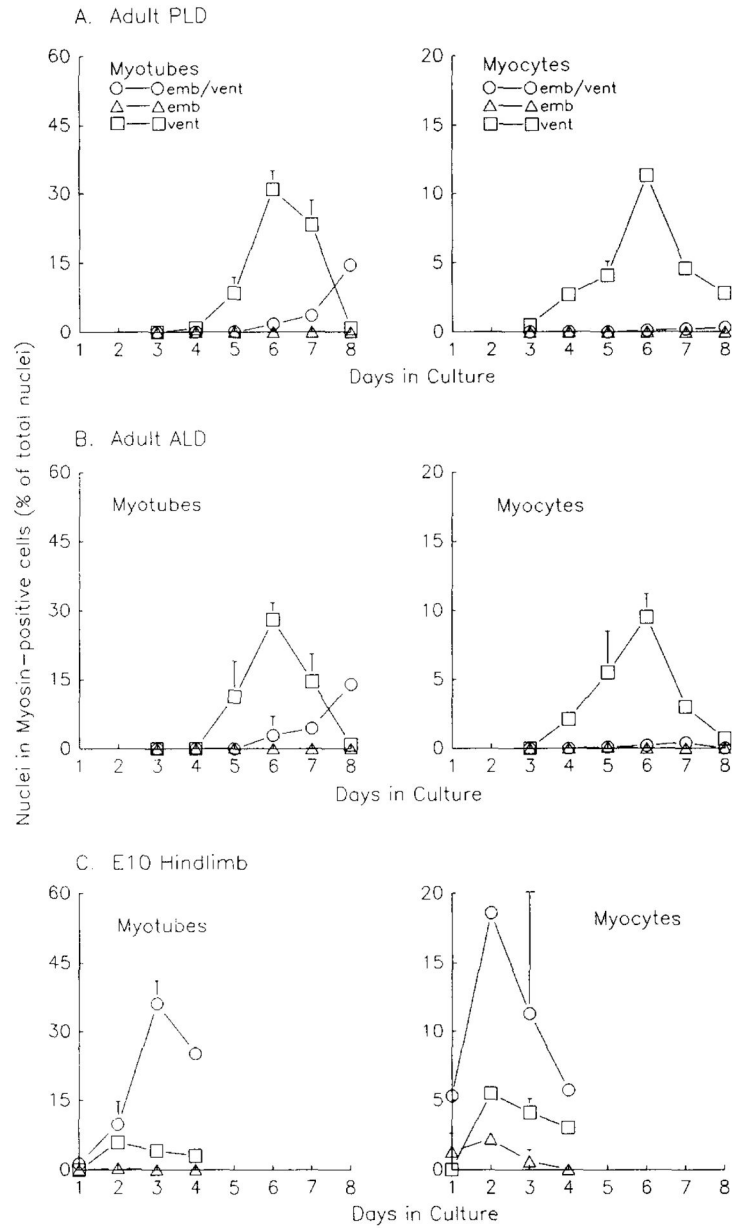 A. Adult PLD
Myotubes
emb/vent
emb
vent
60
45
30
15
0
1 2 3 4 5 6 7 8
Myocytes
emb/vent
emb
vent
20
15
10
5
0
1 2 3 4 5 6 7 8
Days in Culture
Nuclei in Myosin-positive cells (% of total nuclei)
B. Adult ALD
Myotubes
60
45
30
15
0
1 2 3 4 5 6 7 8
Myocytes
20
15
10
5
0
1 2 3 4 5 6 7 8
Days in Culture
C. E10 Hindlimb
Myotubes
60
45
30
15
0
1 2 3 4 5 6 7 8
Myocytes
20
15
10
5
0
1 2 3 4 5 6 7 8
Days in Culture